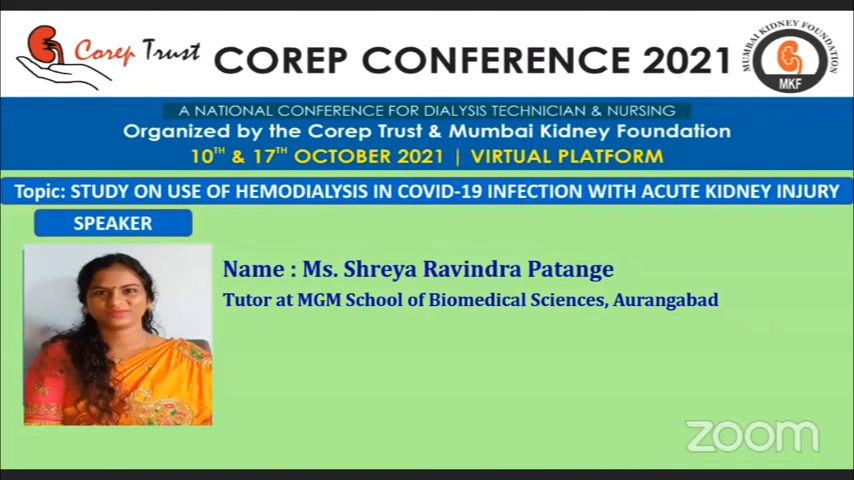 Corep Trust
COREP CONFERENCE 2021
MUMBAI KIDNEY FOUNDATION
MKF
A NATIONAL CONFERENCE FOR DIALYSIS TECHNICIAN & NURSING
Organized by the Corep Trust & Mumbai Kidney Foundation
10TH & 17TH OCTOBER 2021 | VIRTUAL PLATFORM
Topic: STUDY ON USE OF HEMODIALYSIS IN COVID-19 INFECTION WITH ACUTE KIDNEY INJURY
SPEAKER
Name : Ms. Shreya Ravindra Patange
Tutor at MGM School of Biomedical Sciences, Aurangabad
zoom